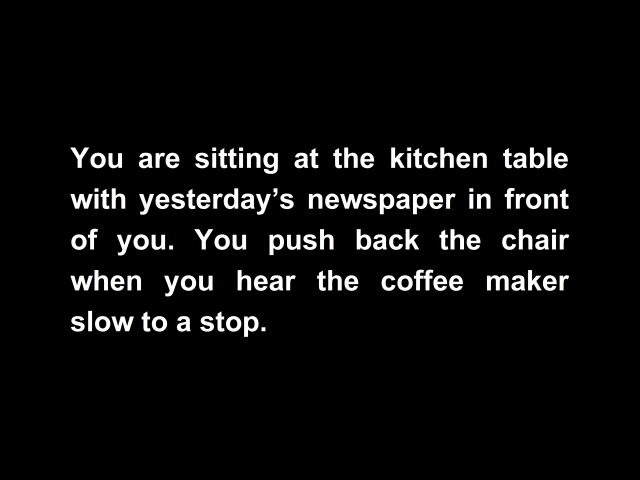 You are sitting at the kitchen table
with yesterday’s newspaper in front
of you. You push back the chair
when you hear the coffee maker
slow to a stop.